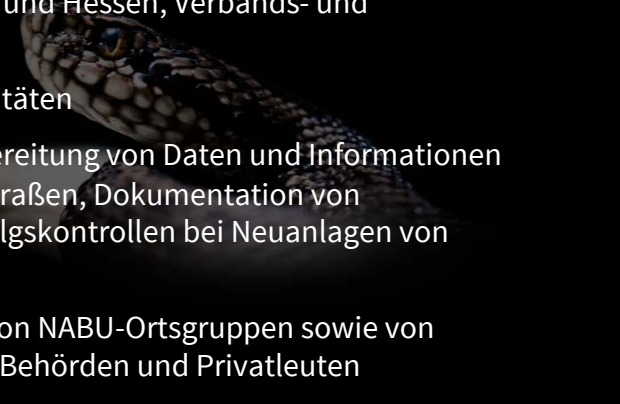 und Hessen, Verbands- und
täten
ereitung von Daten und Informationen
raßen, Dokumentation von
lgskontrollen bei Neuanlagen von
on NABU-Ortsgruppen sowie von
Behörden und Privatleuten